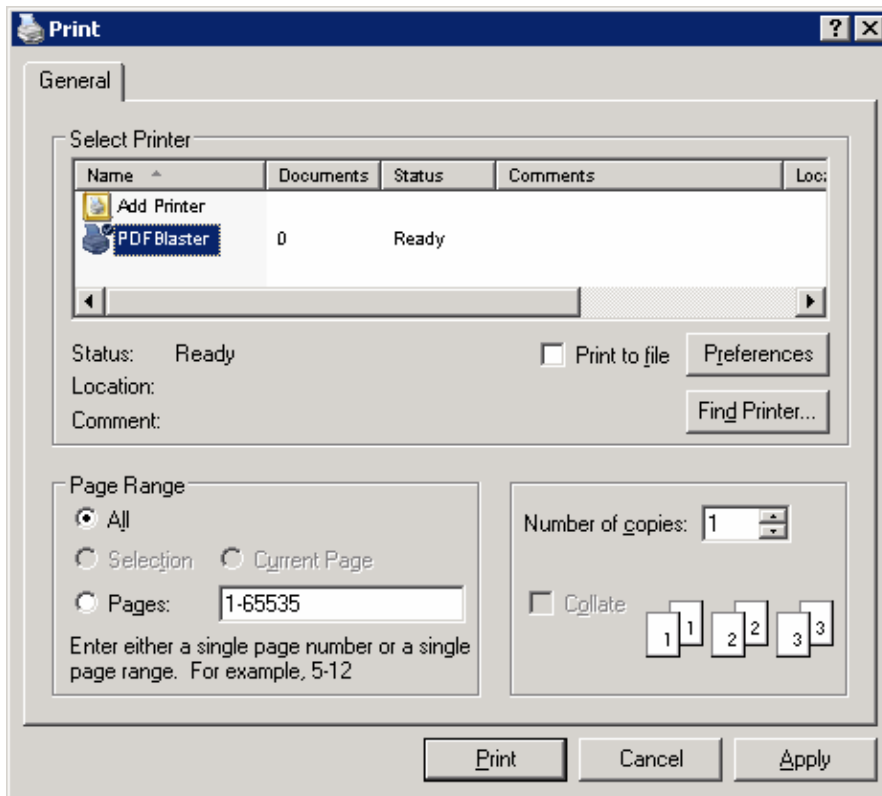 Print
General
Select Printer
Name Documents Status Comments Loca
Add Printer
PDFBlaster 0 Ready
Status: Ready
Print to file
Preferences
Location:
Comment:
Find Printer...
Page Range
All
Selection Current Page
Pages: 1-65535
Enter either a single page number or a single
page range. For example, 5-12
Number of copies: 1
Collate
1 1 2 2 3 3
Print Cancel Apply